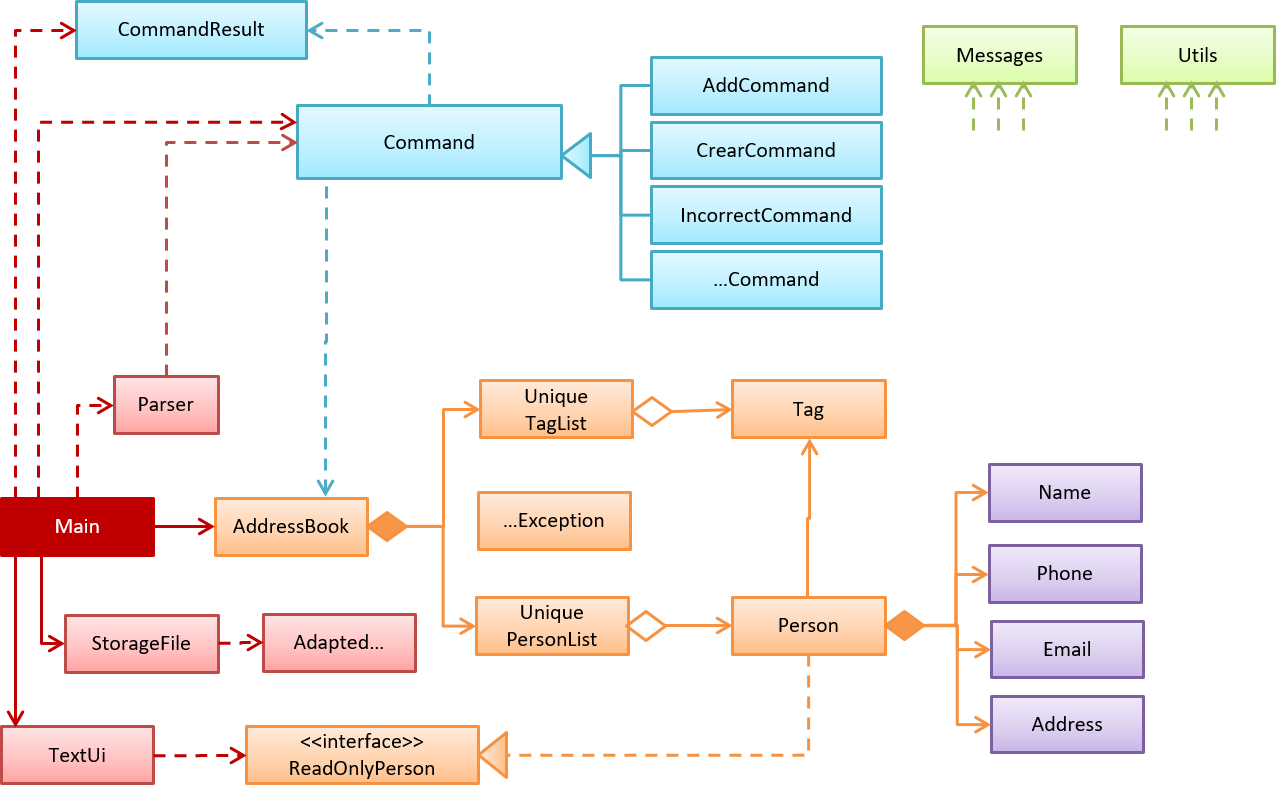 CommandResult
Messages
Utils
AddCommand
Command
CrearCommand
IncorrectCommand
...Command
Parser
Unique
TagList
Tag
Name
...Exception
Main
AddressBook
Phone
Unique
PersonList
Person
StorageFile
Adapted...
Email
Address
TextUi
<<interface>>
ReadOnlyPerson